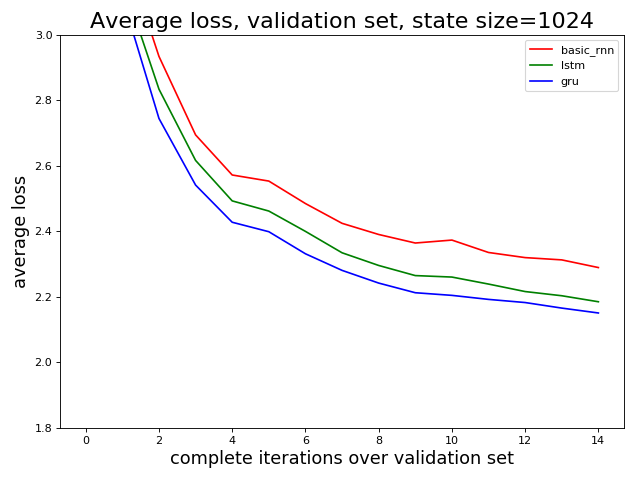 Average loss, validation set, state size=1024
3.0
2.8
2.6
2.4
2.2
2.0
1.8
average loss
basic_rnn
lstm
gru
0 2 4 6 8 10 12 14
complete iterations over validation set